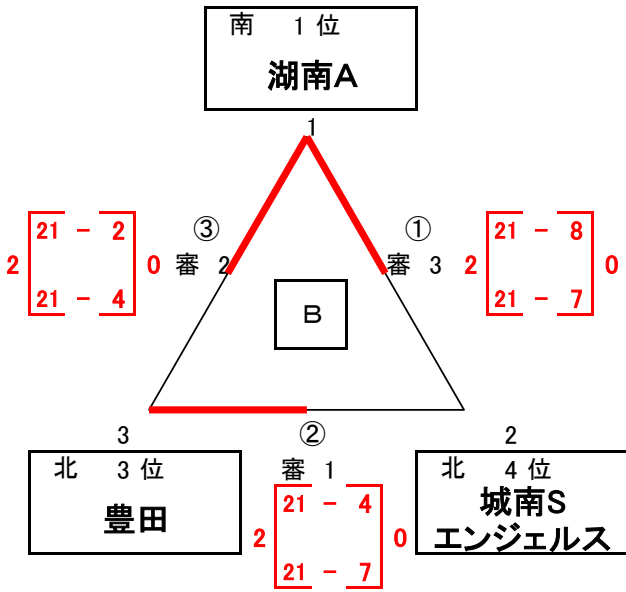 南 1位
湖南A
1
③
審 2
2 21 - 2 0
21 - 4
①
審 3
2 21 - 8 0
21 - 7
B
3
北 3位
豊田
②
審 1
2 21 - 4 0
21 - 7
2
北 4位
城南S
エンジェルス